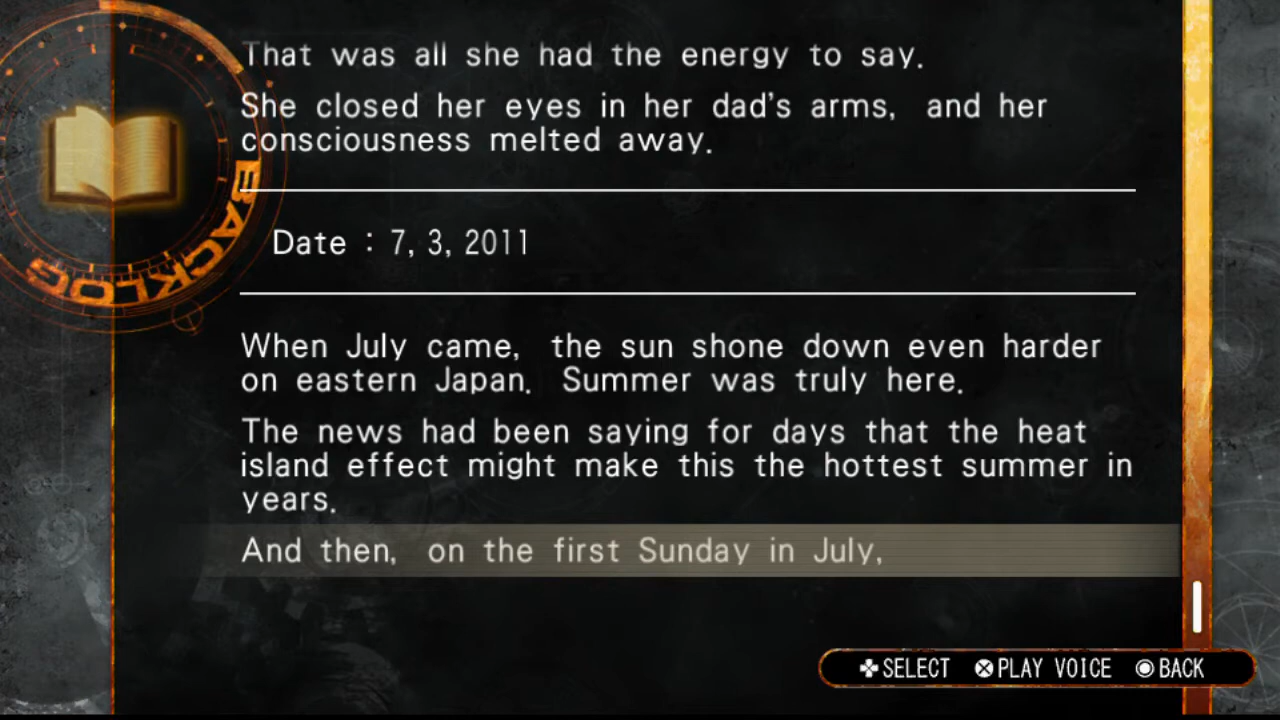 That was all she had the energy to say.
She closed her eyes in her dad's arms, and her
consciousness melted away.
BACKLOG
Date : 7, 3, 2011
When July came, the sun shone down even harder
on eastern Japan. Summer was truly here.
The news had been saying for days that the heat
island effect might make this the hottest summer in
years.
And then, on the first Sunday in July,
SELECT PLAY VOICE BACK